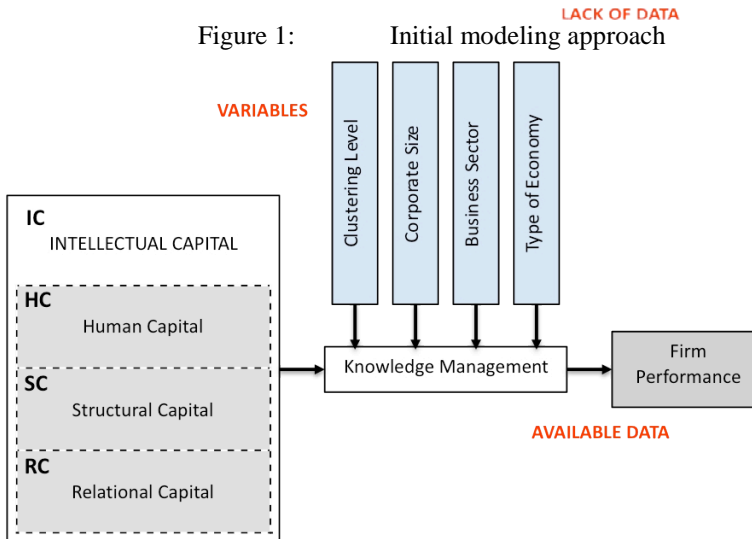 LACK OF DATA
Figure 1: Initial modeling approach
VARIABLES
Clustering Level
Corporate Size
Business Sector
Type of Economy
IC
INTELLECTUAL CAPITAL
HC
Human Capital
SC
Structural Capital
RC
Relational Capital
Knowledge Management
Firm
Performance
AVAILABLE DATA